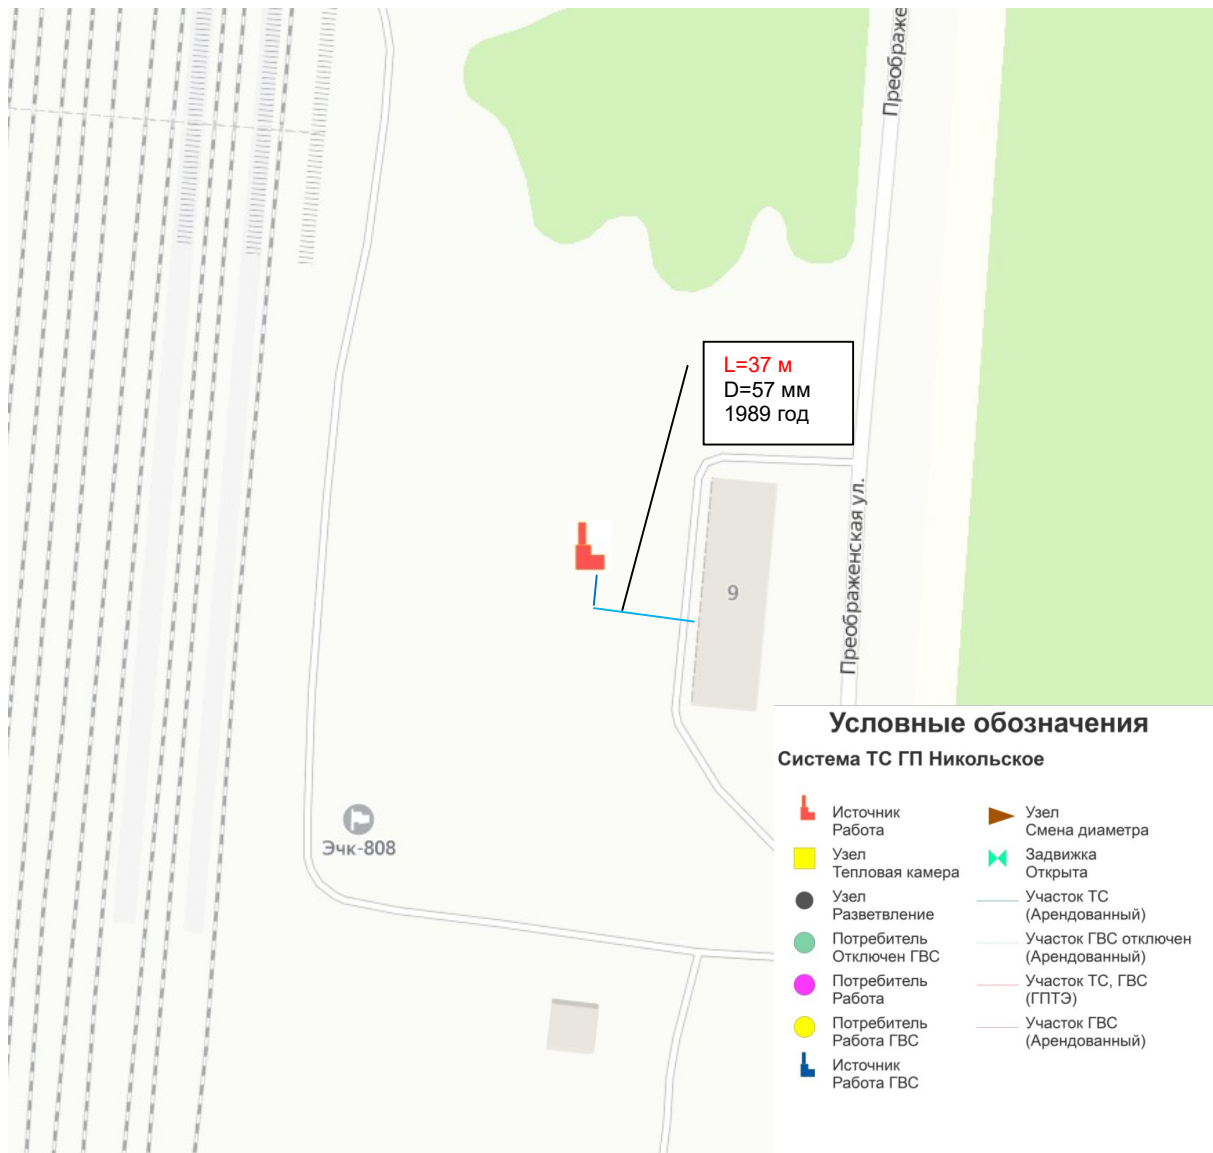 Преображе
L=37 м
D=57 мм
1989 год
Преображенская ул.
9
Эчк-808
Условные обозначения
Система ТС ГП Никольское
Источник
Работа
Узел
Тепловая камера
Узел
Разветвление
Потребитель
Отключен ГВС
Потребитель
Работа
Потребитель
Работа ГВС
Источник
Работа ГВС
Узел
Смена диаметра
Задвижка
Открыта
Участок ТС
(Арендованный)
Участок ГВС отключен
(Арендованный)
Участок ТС, ГВС
(ГПТЭ)
Участок ГВС
(Арендованный)